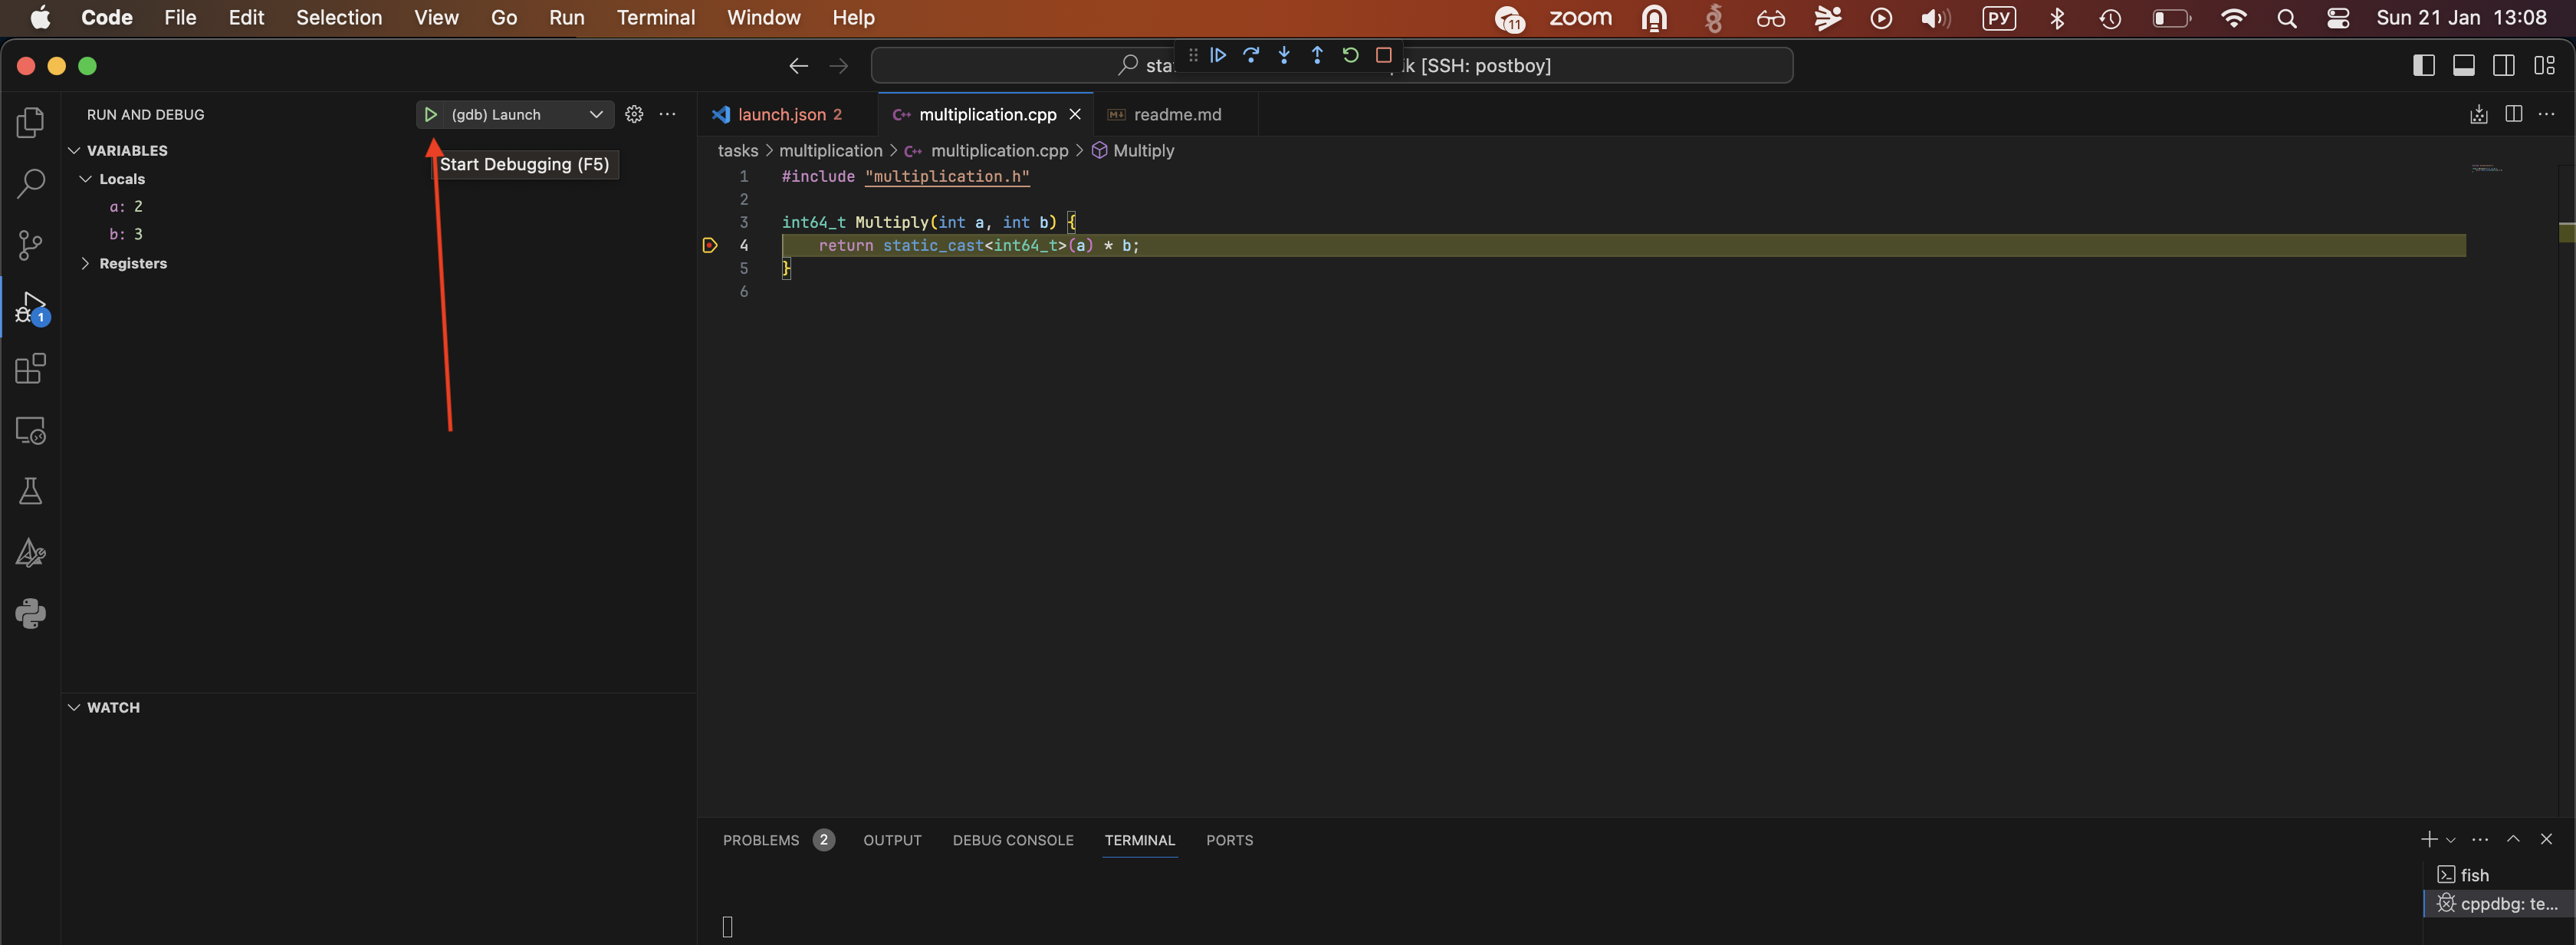 Code File Edit Selection View Go Run Terminal Window Help 11 zoom РУ Sun 21 Jan 13:08
sta k [SSH: postboy]
RUN AND DEBUG (gdb) Launch
launch.json 2 multiplication.cpp readme.md
Start Debugging (F5)
VARIABLES
Locals
a: 2
b: 3
Registers
1
WATCH
tasks > multiplication > C++ multiplication.cpp > Multiply
1 #include "multiplication.h"
2
3 int64_t Multiply(int a, int b) {
4 return static_cast<int64_t>(a) * b;
5 }
6
PROBLEMS 2 OUTPUT DEBUG CONSOLE TERMINAL PORTS
fish
cppdbg: te...